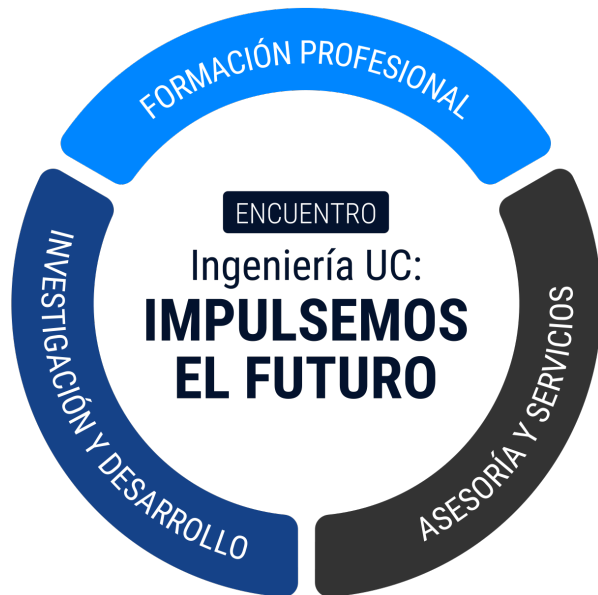 FORMACIÓN PROFESIONAL
ENCUENTRO
Ingeniería UC:
IMPULSEMOS
EL FUTURO
INVESTIGACIÓN Y DESARROLLO
ASESORÍA Y SERVICIOS